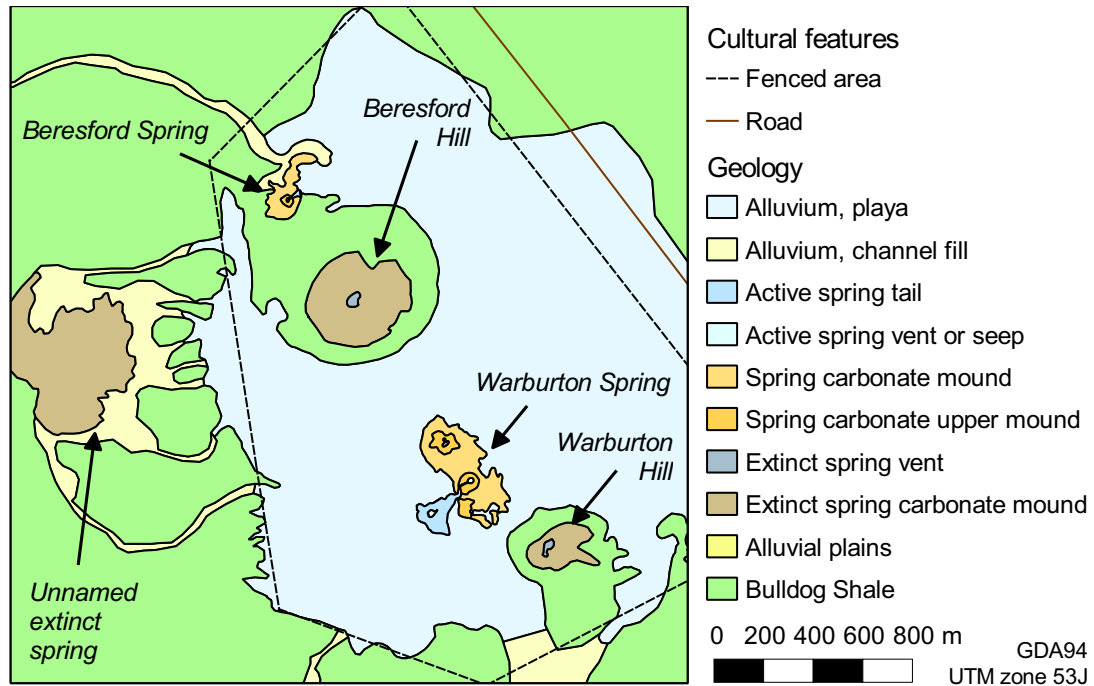 Beresford Spring
Beresford
Hill
Warburton Spring
Warburton
Hill
Unnamed
extinct
spring
Cultural features
Fenced area
Road
Geology
Alluvium, playa
Alluvium, channel fill
Active spring tail
Active spring vent or seep
Spring carbonate mound
Spring carbonate upper mound
Extinct spring vent
Extinct spring carbonate mound
Alluvial plains
Bulldog Shale
0 200 400 600 800 m
GDA94
UTM zone 53J